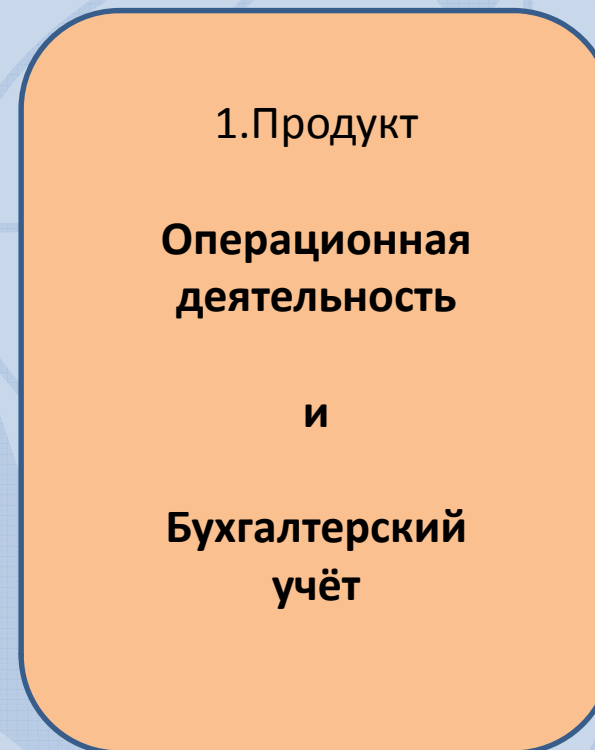 1.Продукт
Операционная
деятельность
и
Бухгалтерский
учёт